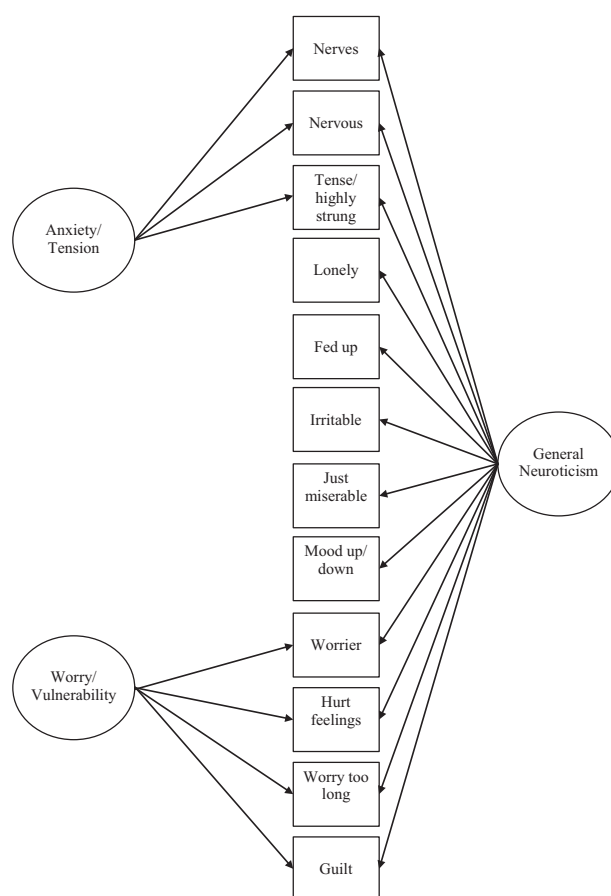 Nerves
Nervous
Tense/
highly
strung
Anxiety/
Tension
Lonely
Fed up
Irritable
General
Neuroticism
Just
miserable
Mood up/
down
Worrier
Worry/
Vulnerability
Hurt
feelings
Worry too
long
Guilt